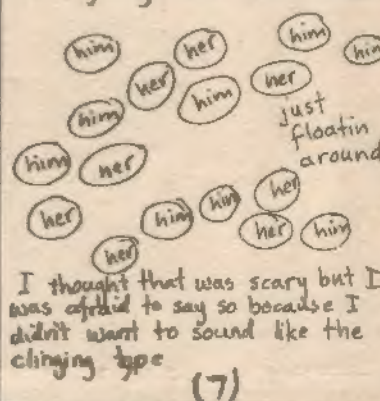 him her him him
her her
him him
just
floatin
around
him her
her him him her
her her him
I thought that was scary but I
was afraid to say so because I
didn't want to sound like the
clinging type
(7)